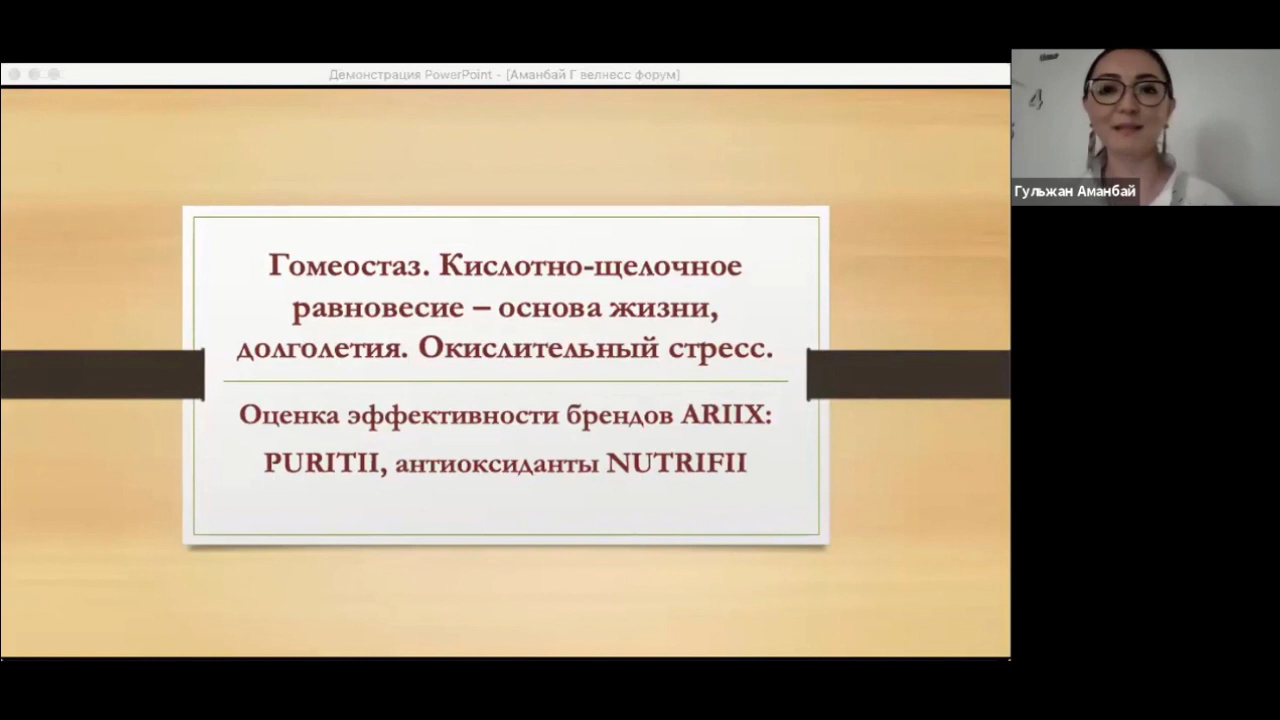 Демонстрация PowerPoint - [Аманбай Г велнесс форум]
4
Гульжан Аманбай
Гомеостаз. Кислотно-щелочное
равновесие – основа жизни,
долголетия. Окислительный стресс.
Оценка эффективности брендов ARIIX:
PURITII, антиоксиданты NUTRIFII